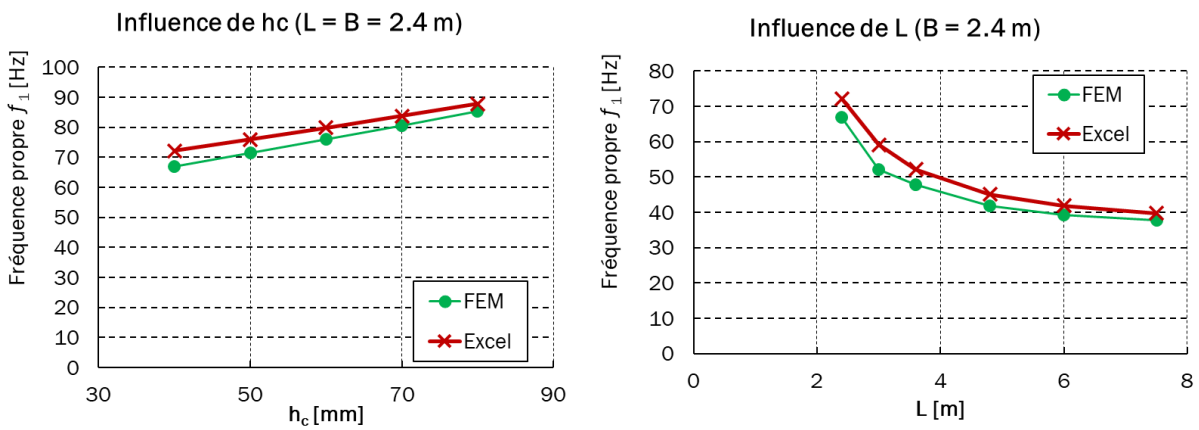 Influence de hc (L = B = 2.4 m)
Fréquence propre f₁ [Hz]
100
90
80
70
60
50
40
30
20
10
0
30
50
70
90
h_c [mm]
FEM
Excel
Influence de L (B = 2.4 m)
Fréquence propre f₁ [Hz]
80
70
60
50
40
30
20
10
0
0
2
4
6
8
L [m]
FEM
Excel